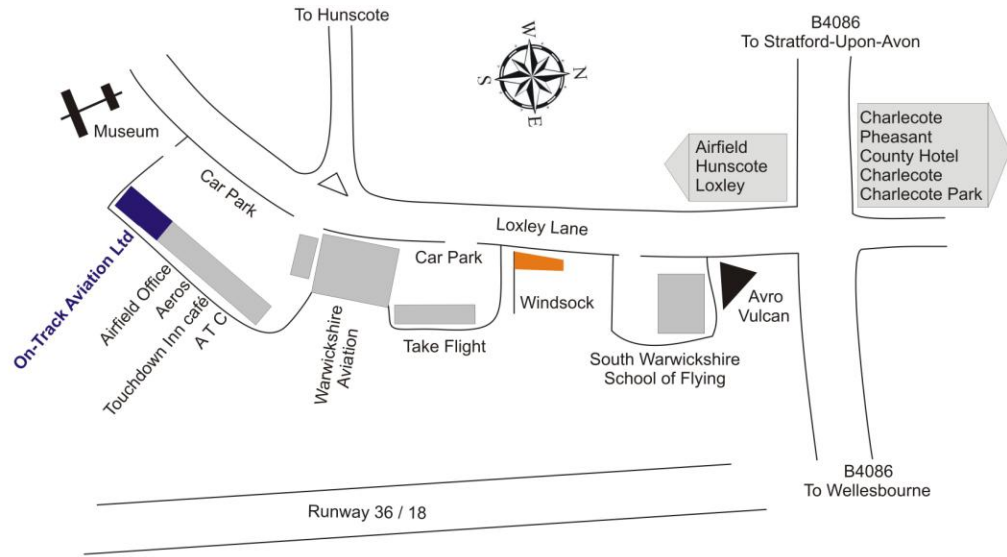 To Hunscote
B4086
To Stratford-Upon-Avon
W
N
S
E
Museum
Airfield
Hunscote
Loxley
Charlecote
Pheasant
County Hotel
Charlecote
Charlecote Park
Car Park
Loxley Lane
Car Park
Windsock
Avro
Vulcan
On-Track Aviation Ltd
Airfield Office
Aeros
Touchdown Inn café
A T C
Warwickshire
Aviation
Take Flight
South Warwickshire
School of Flying
B4086
To Wellesbourne
Runway 36 / 18